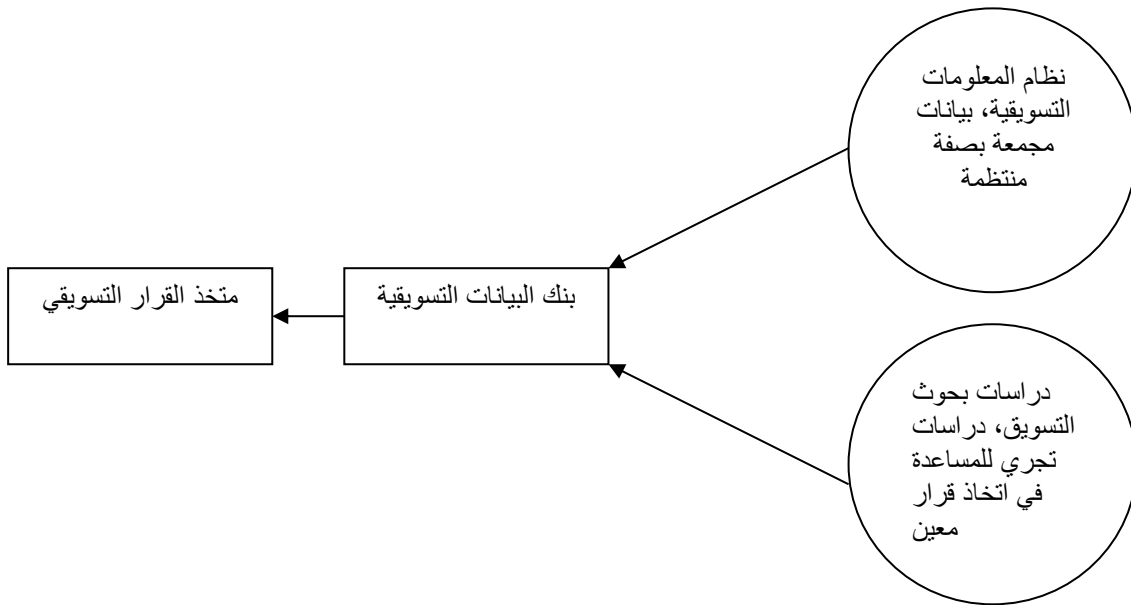 نظام المعلومات
التسويقية، بيانات
مجمعة بصفة
منتظمة
بنك البيانات التسويقية
متخذ القرار التسويقي
دراسات بحوث
التسويق، دراسات
تجري للمساعدة
في اتخاذ قرار
معين